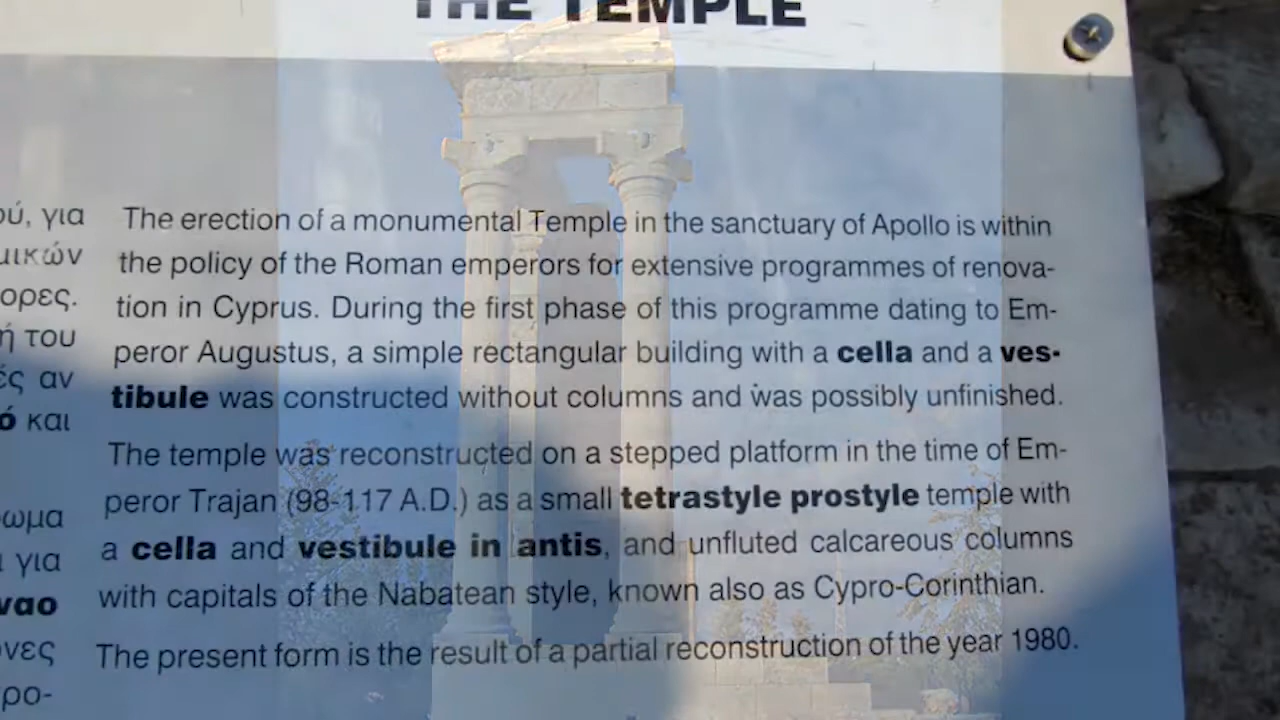 THE TEMPLE
ού, για
μικών
ορες.
ή του
ές αν
ό και
ωμα
για
ναο
νες
ρο-
The erection of a monumental Temple in the sanctuary of Apollo is within
the policy of the Roman emperors for extensive programmes of renova-
tion in Cyprus. During the first phase of this programme dating to Em-
peror Augustus, a simple rectangular building with a cella and a ves-
tibule was constructed without columns and was possibly unfinished.
The temple was reconstructed on a stepped platform in the time of Em-
peror Trajan (98-117 A.D.) as a small tetrastyle prostyle temple with
a cella and vestibule in antis, and unfluted calcareous columns
with capitals of the Nabatean style, known also as Cypro-Corinthian.
The present form is the result of a partial reconstruction of the year 1980.